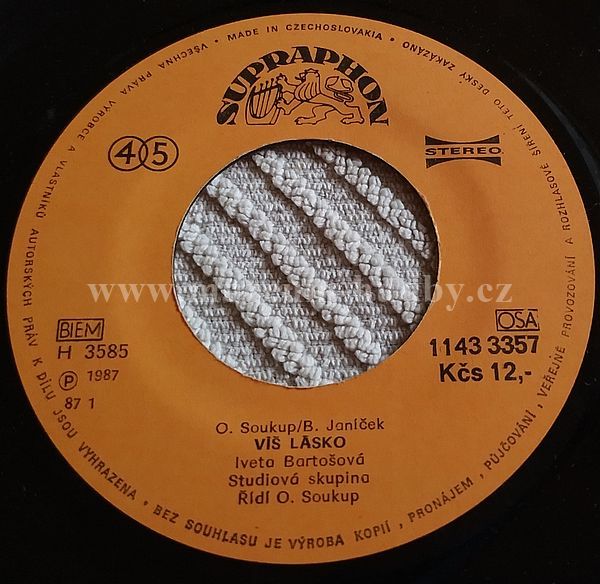 VŠECHNA PRÁVA VÝROBCE A VLASTNÍKŮ AUTORSKÝCH PRÁV K DÍLU JSOU VYHRAZENA • BEZ SOUHLASU JE VÝROBA KOPIÍ, PRONÁJEM, PŮJČOVÁNÍ, VEŘEJNÉ PROVOZOVÁNÍ A ROZHLASOVÉ ŠÍŘENÍ TÉTO DESKY ZAKÁZÁNO • MADE IN CZECHOSLOVAKIA •
SUPRAPHON
45
STEREO
BIEM
H 3585
Ⓟ 1987
87 1
OSA
1143 3357
Kčs 12,-
O. Soukup/B. Janíček
VÍŠ LÁSKO
Iveta Bartošová
Studiová skupina
Řídí O. Soukup